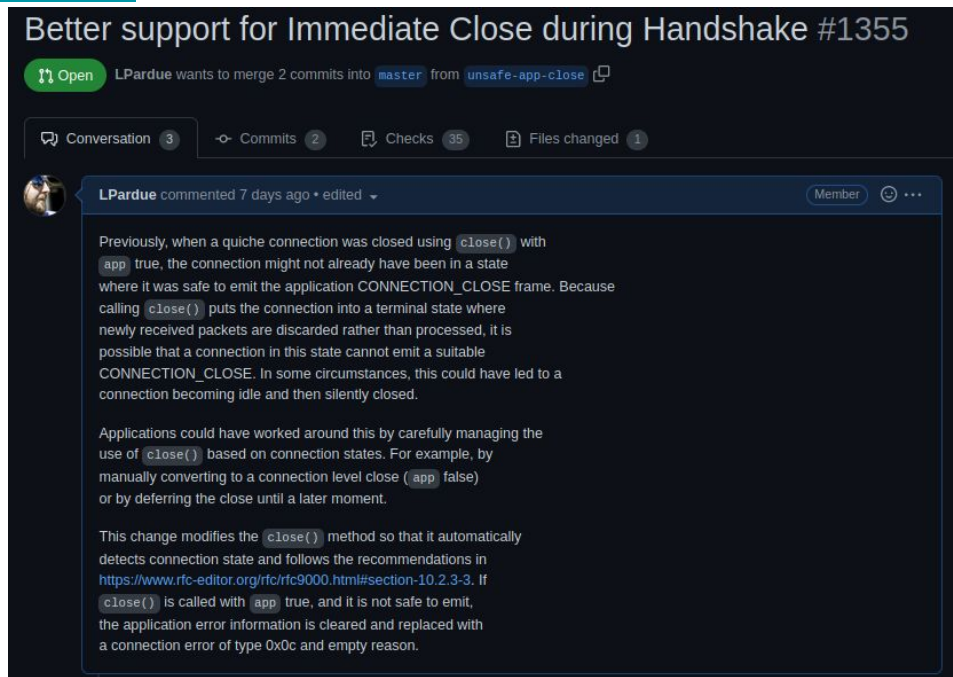 Better support for Immediate Close during Handshake #1355
Open LPardue wants to merge 2 commits into master from unsafe-app-close
Conversation 3 Commits 2 Checks 35 Files changed 1
LPardue commented 7 days ago • edited Member
Previously, when a quiche connection was closed using close() with
app true, the connection might not already have been in a state
where it was safe to emit the application CONNECTION_CLOSE frame. Because
calling close() puts the connection into a terminal state where
newly received packets are discarded rather than processed, it is
possible that a connection in this state cannot emit a suitable
CONNECTION_CLOSE. In some circumstances, this could have led to a
connection becoming idle and then silently closed.
Applications could have worked around this by carefully managing the
use of close() based on connection states. For example, by
manually converting to a connection level close ( app false)
or by deferring the close until a later moment.
This change modifies the close() method so that it automatically
detects connection state and follows the recommendations in
https://www.rfc-editor.org/rfc/rfc9000.html#section-10.2.3-3. If
close() is called with app true, and it is not safe to emit,
the application error information is cleared and replaced with
a connection error of type 0x0c and empty reason.